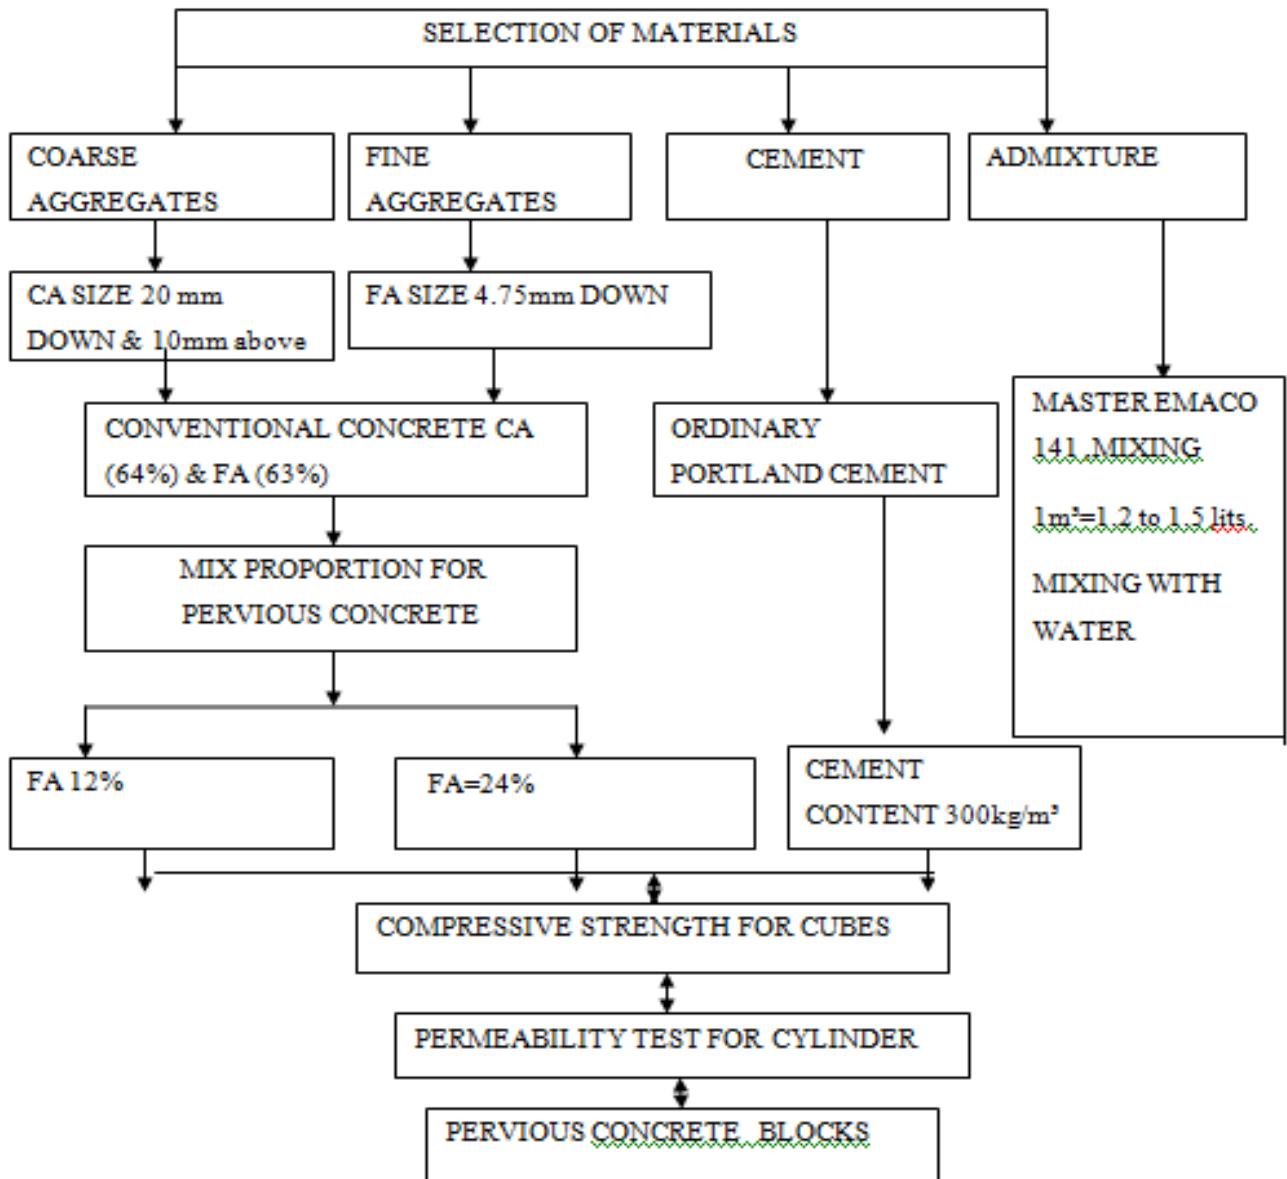 SELECTION OF MATERIALS
COARSE
AGGREGATES
FINE
AGGREGATES
CEMENT
ADMIXTURE
CA SIZE 20 mm
DOWN & 10mm above
FA SIZE 4.75mm DOWN
CONVENTIONAL CONCRETE CA
(64%) & FA (63%)
ORDINARY
PORTLAND CEMENT
MASTER EMACO
141 .MIXING
1m³=1.2 to 1.5 lits.
MIXING WITH
WATER
MIX PROPORTION FOR
PERVIOUS CONCRETE
FA 12%
FA=24%
CEMENT
CONTENT 300kg/m³
COMPRESSIVE STRENGTH FOR CUBES
PERMEABILITY TEST FOR CYLINDER
PERVIOUS CONCRETE BLOCKS